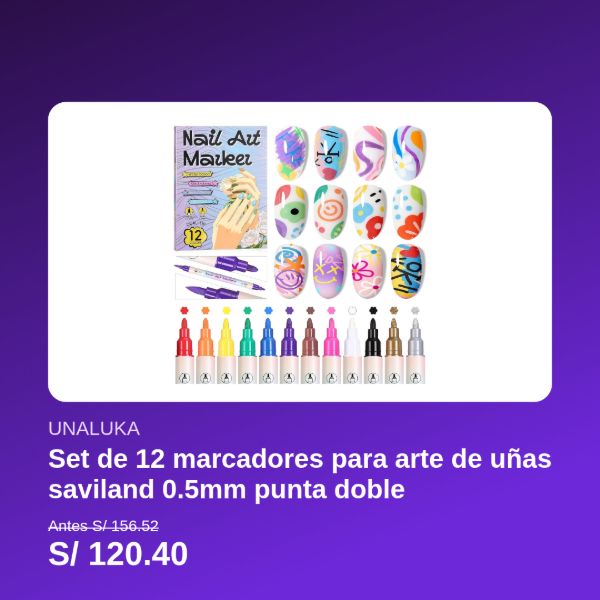 Nail Art
Marker
12
UNALUKA
Set de 12 marcadores para arte de uñas
saviland 0.5mm punta doble
Antes S/ 156.52
S/ 120.40